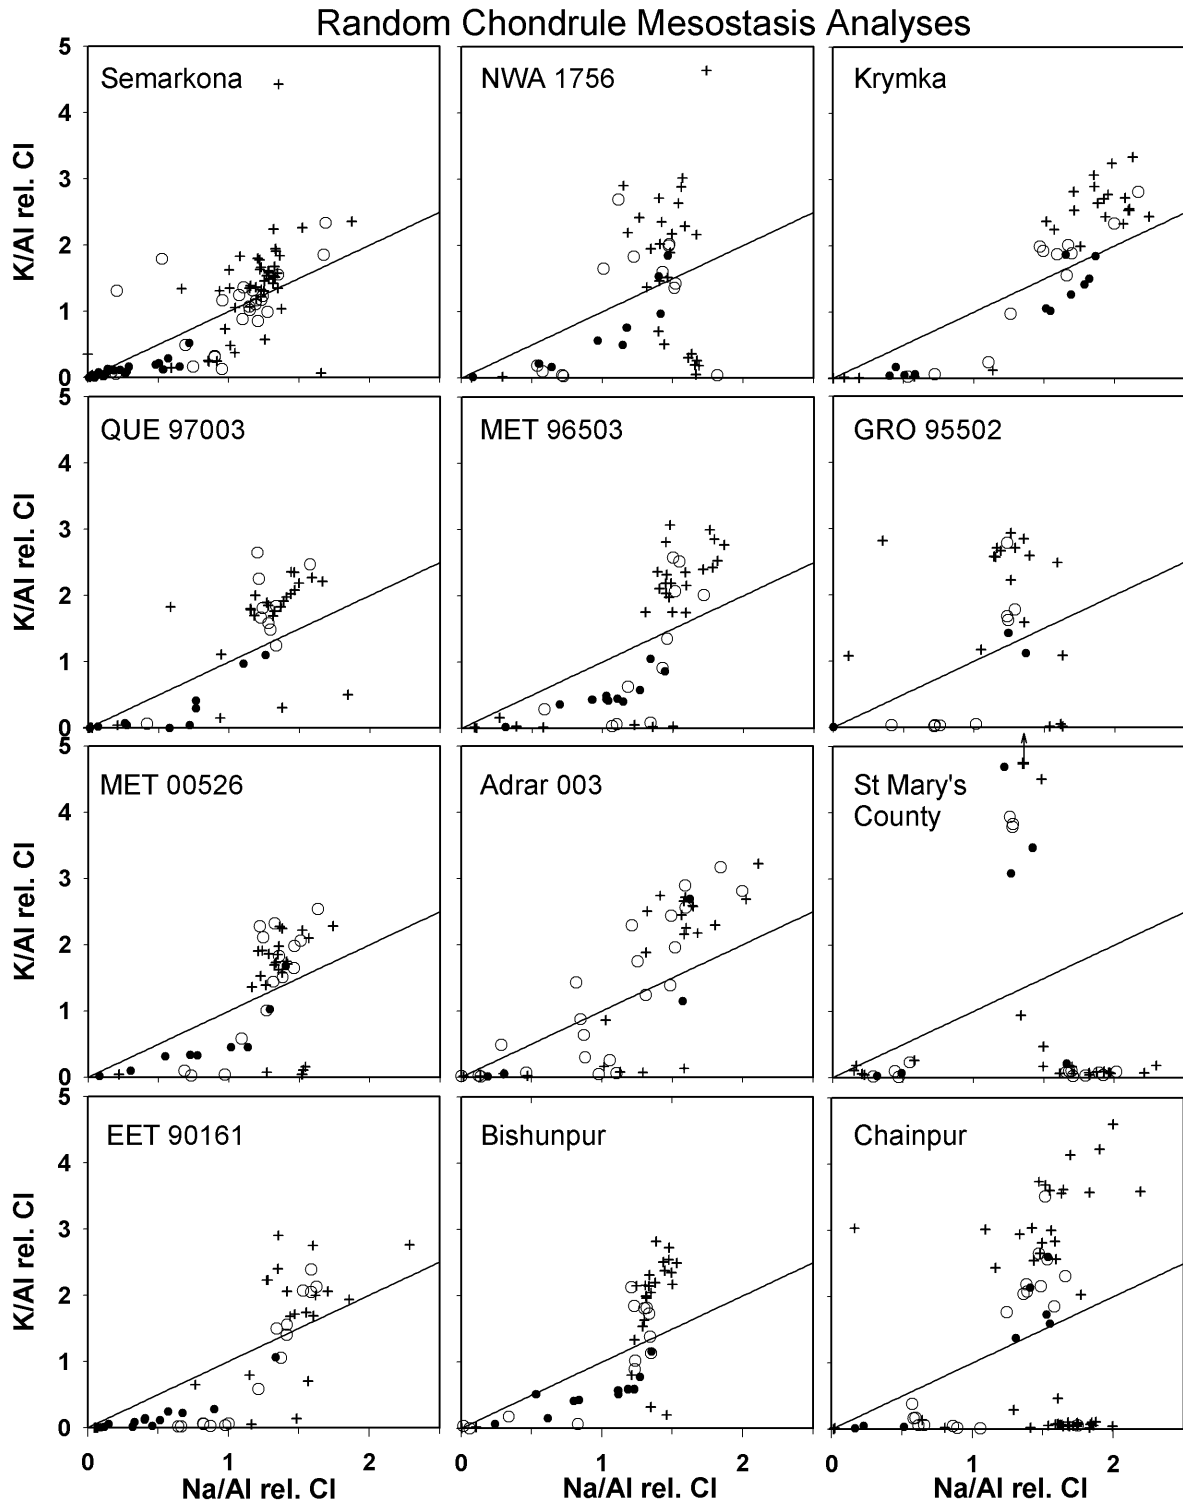 Random Chondrule Mesostasis Analyses
5
Semarkona
NWA 1756
Krymka
4
3
K/Al rel. CI
2
1
0
5
QUE 97003
MET 96503
GRO 95502
4
3
K/Al rel. CI
2
1
0
5
MET 00526
Adrar 003
St Mary's
County
4
3
K/Al rel. CI
2
1
0
5
EET 90161
Bishunpur
Chainpur
4
3
K/Al rel. CI
2
1
0
0 1 2 0 1 2 0 1 2
Na/Al rel. CI Na/Al rel. CI Na/Al rel. CI